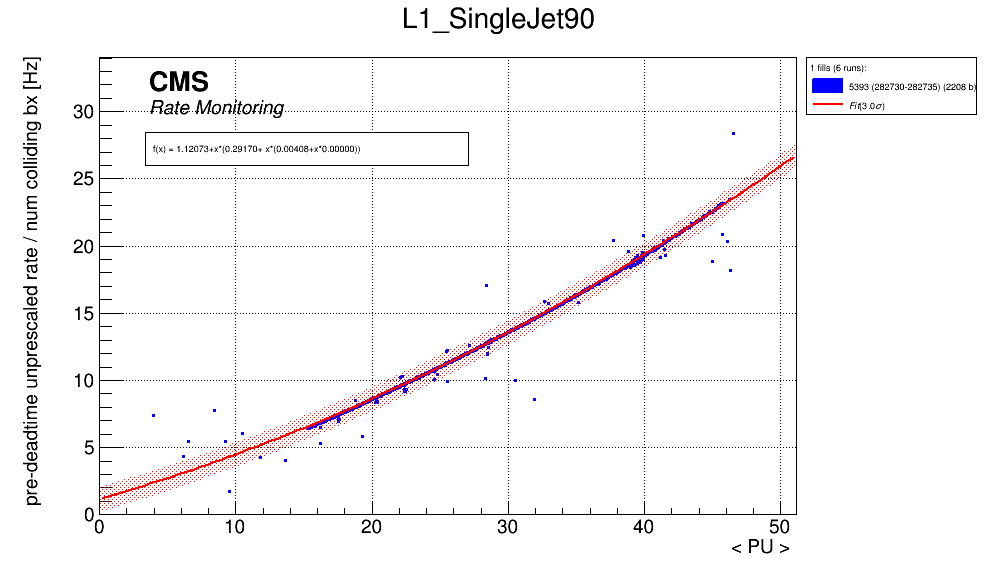 L1_SingleJet90
pre-deadtime unprescaled rate / num colliding bx [Hz]
CMS
Rate Monitoring
f(x) = 1.12073+x*(0.29170+ x*(0.00408+x*0.00000))
30
25
20
15
10
5
0
0 10 20 30 40 50
< PU >
1 fills (6 runs):
5393 (282730-282735) (2208 b)
Fit(3.0σ)